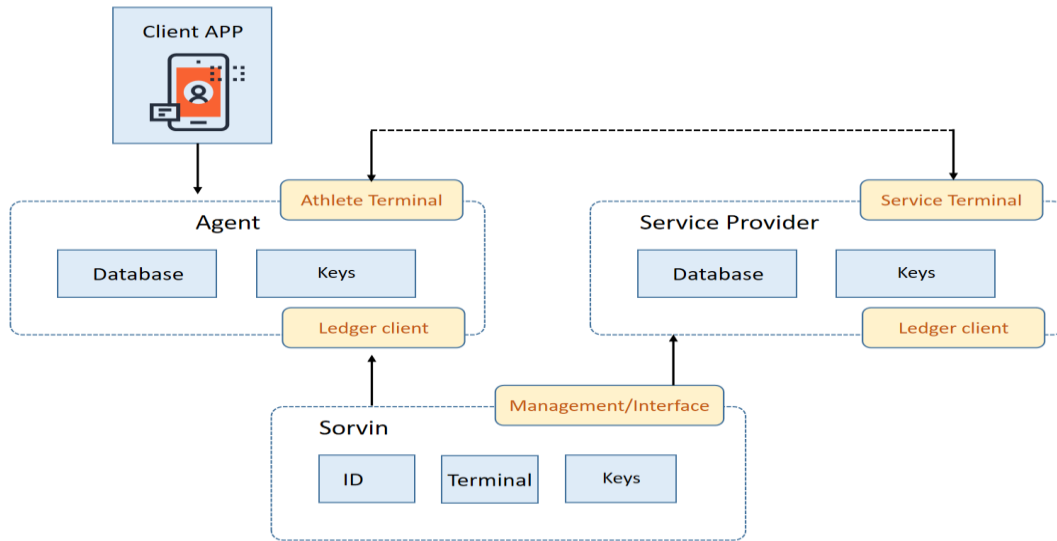 Client APP
Athlete Terminal
Service Terminal
Agent
Service Provider
Database
Keys
Database
Keys
Ledger client
Ledger client
Management/Interface
Sorvin
ID
Terminal
Keys